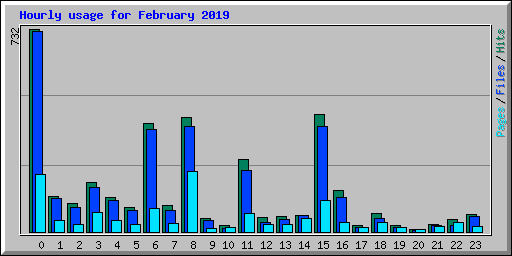 Hourly usage for February 2019
732
Pages/Files/Hits
0 1 2 3 4 5 6 7 8 9 10 11 12 13 14 15 16 17 18 19 20 21 22 23